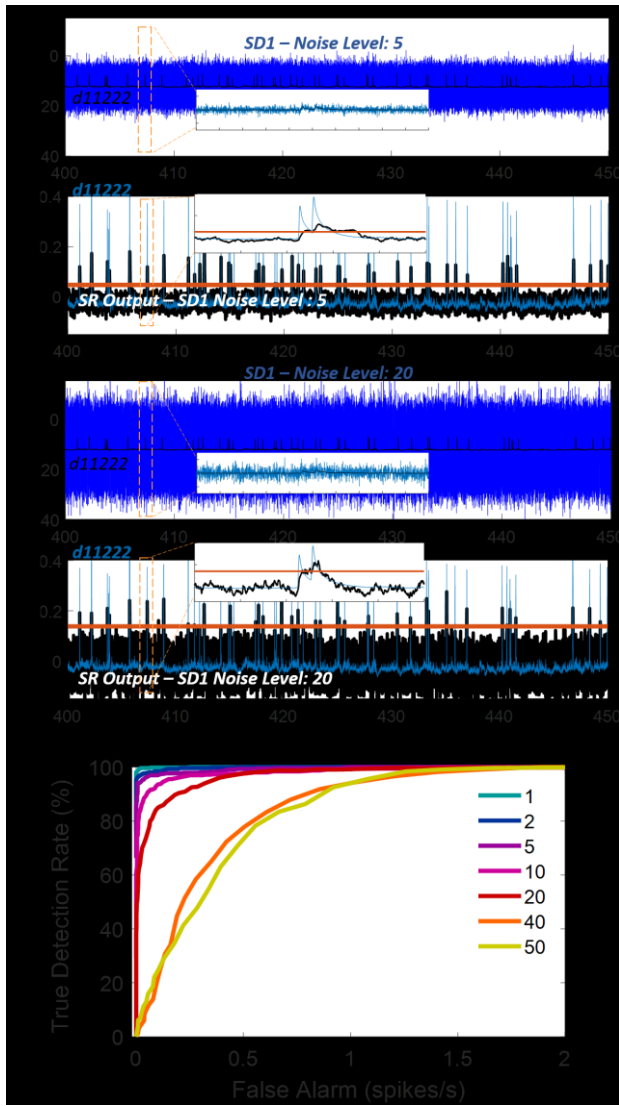 SD1 – Noise Level: 5
0
d11222
20
40
400 410 420 430 440 450
d11222
0.4
0.2
0
SR Output – SD1 Noise Level : 5
400 410 420 430 440 450
SD1 – Noise Level: 20
0
d11222
20
40
400 410 420 430 440 450
d11222
0.4
0.2
0
SR Output – SD1 Noise Level: 20
400 410 420 430 440 450
100
80
60
40
20
0
True Detection Rate (%)
1
2
5
10
20
40
50
0 0.5 1 1.5 2
False Alarm (spikes/s)